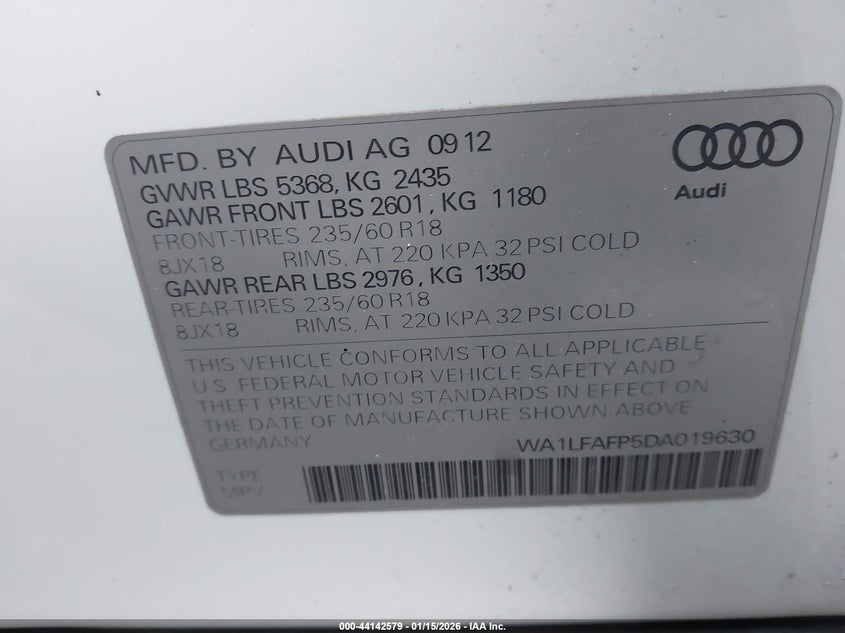 MFD. BY AUDI AG 09 12
GVWR LBS 5368, KG 2435
GAWR FRONT LBS 2601, KG 1180
FRONT-TIRES 235/60 R18
8JX18 RIMS, AT 220 KPA 32 PSI COLD
GAWR REAR LBS 2976, KG 1350
REAR-TIRES 235/60 R18
8JX18 RIMS, AT 220 KPA 32 PSI COLD
Audi
THIS VEHICLE CONFORMS TO ALL APPLICABLE
U.S. FEDERAL MOTOR VEHICLE SAFETY AND
THEFT PREVENTION STANDARDS IN EFFECT ON
THE DATE OF MANUFACTURE SHOWN ABOVE
GERMANY WA1LFAFP5DA019630
TYPE
MPV
000-44142579 - 01/15/2026 - IAA Inc.